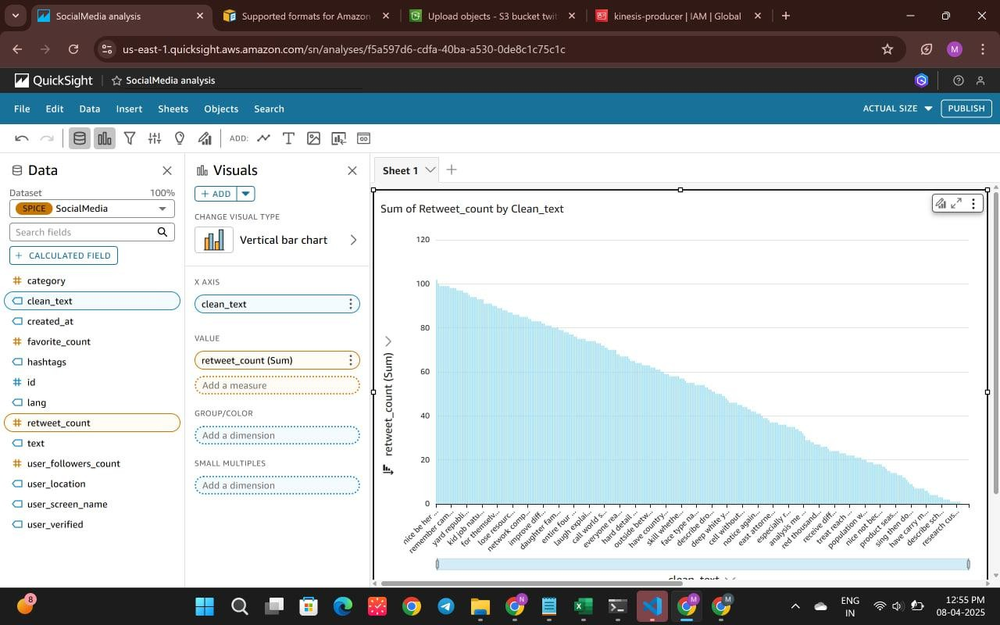 SocialMedia analysis
Supported formats for Amazon
Upload objects - S3 bucket twit
kinesis-producer | IAM | Global
us-east-1.quicksight.aws.amazon.com/sn/analyses/f5a597d6-cdfa-40ba-a530-0de8c1c75c1c
M
QuickSight
SocialMedia analysis
File Edit Data Insert Sheets Objects Search
ACTUAL SIZE
PUBLISH
ADD:
Data
Dataset 100%
SPICE SocialMedia
Search fields
+ CALCULATED FIELD
category
clean_text
created_at
favorite_count
hashtags
id
lang
retweet_count
text
user_followers_count
user_location
user_screen_name
user_verified
Visuals
+ ADD
CHANGE VISUAL TYPE
Vertical bar chart
X AXIS
clean_text
VALUE
retweet_count (Sum)
Add a measure
GROUP/COLOR
Add a dimension
SMALL MULTIPLES
Add a dimension
Sheet 1
Sum of Retweet_count by Clean_text
retweet_count (Sum)
120
100
80
60
40
20
0
nice be her ...
remember cam...
yard republi...
kid job natu...
for themselv...
lose resourc...
network comp...
improve diff...
daughter fam...
entire four ...
laugh explai...
call world s...
everyone rea...
hard detail ...
outside betw...
have country...
skill whethe...
face type na...
describe dro...
deep white y...
cell without...
notice again...
east attorne...
especially r...
analysis me ...
red thousand...
receive diff...
treat reach ...
population w...
nice not bec...
product seas...
sing then do...
have carry m...
describe sch...
research cus...
clean_text
8
N
M
M
ENG
IN
12:55 PM
08-04-2025